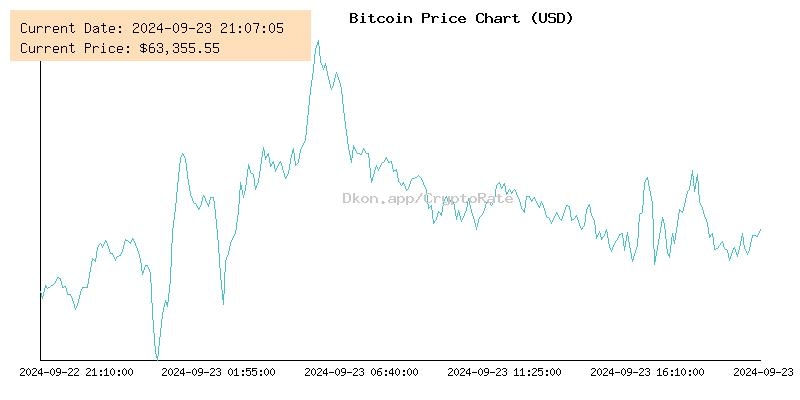 Bitcoin Price Chart (USD)
Current Date: 2024-09-23 21:07:05
Current Price: $63,355.55
Dkon.app/CryptoRate
2024-09-22 21:10:00 2024-09-23 01:55:00 2024-09-23 06:40:00 2024-09-23 11:25:00 2024-09-23 16:10:00 2024-09-23